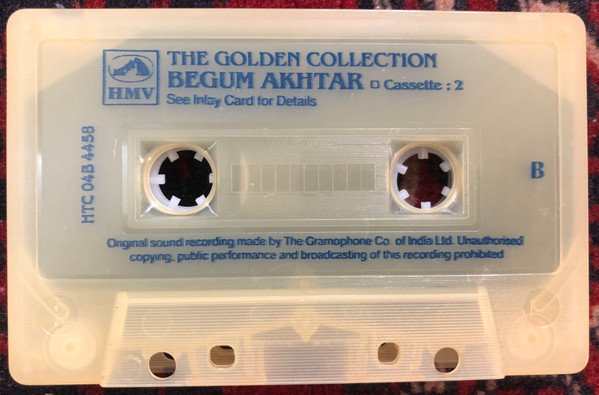 THE GOLDEN COLLECTION
HMV
BEGUM AKHTAR Cassette : 2
See Inlay Card for Details
HTC 04B 4458
B
Original sound recording made by The Gramophone Co. of India Ltd. Unauthorised
copying, public performance and broadcasting of this recording prohibited